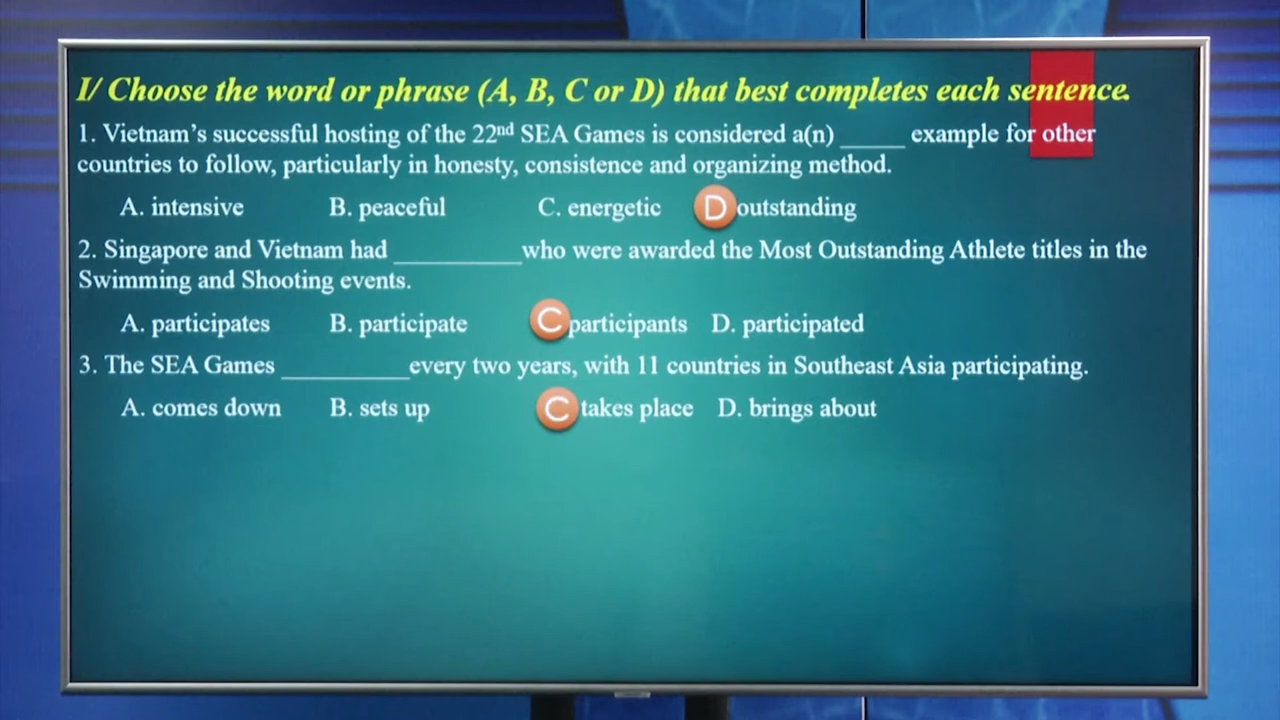 I/ Choose the word or phrase (A, B, C or D) that best completes each sentence.
1. Vietnam's successful hosting of the 22nd SEA Games is considered a(n) _____ example for other
countries to follow, particularly in honesty, consistence and organizing method.
A. intensive B. peaceful C. energetic D outstanding
2. Singapore and Vietnam had __________ who were awarded the Most Outstanding Athlete titles in the
Swimming and Shooting events.
A. participates B. participate C participants D. participated
3. The SEA Games __________ every two years, with 11 countries in Southeast Asia participating.
A. comes down B. sets up C takes place D. brings about